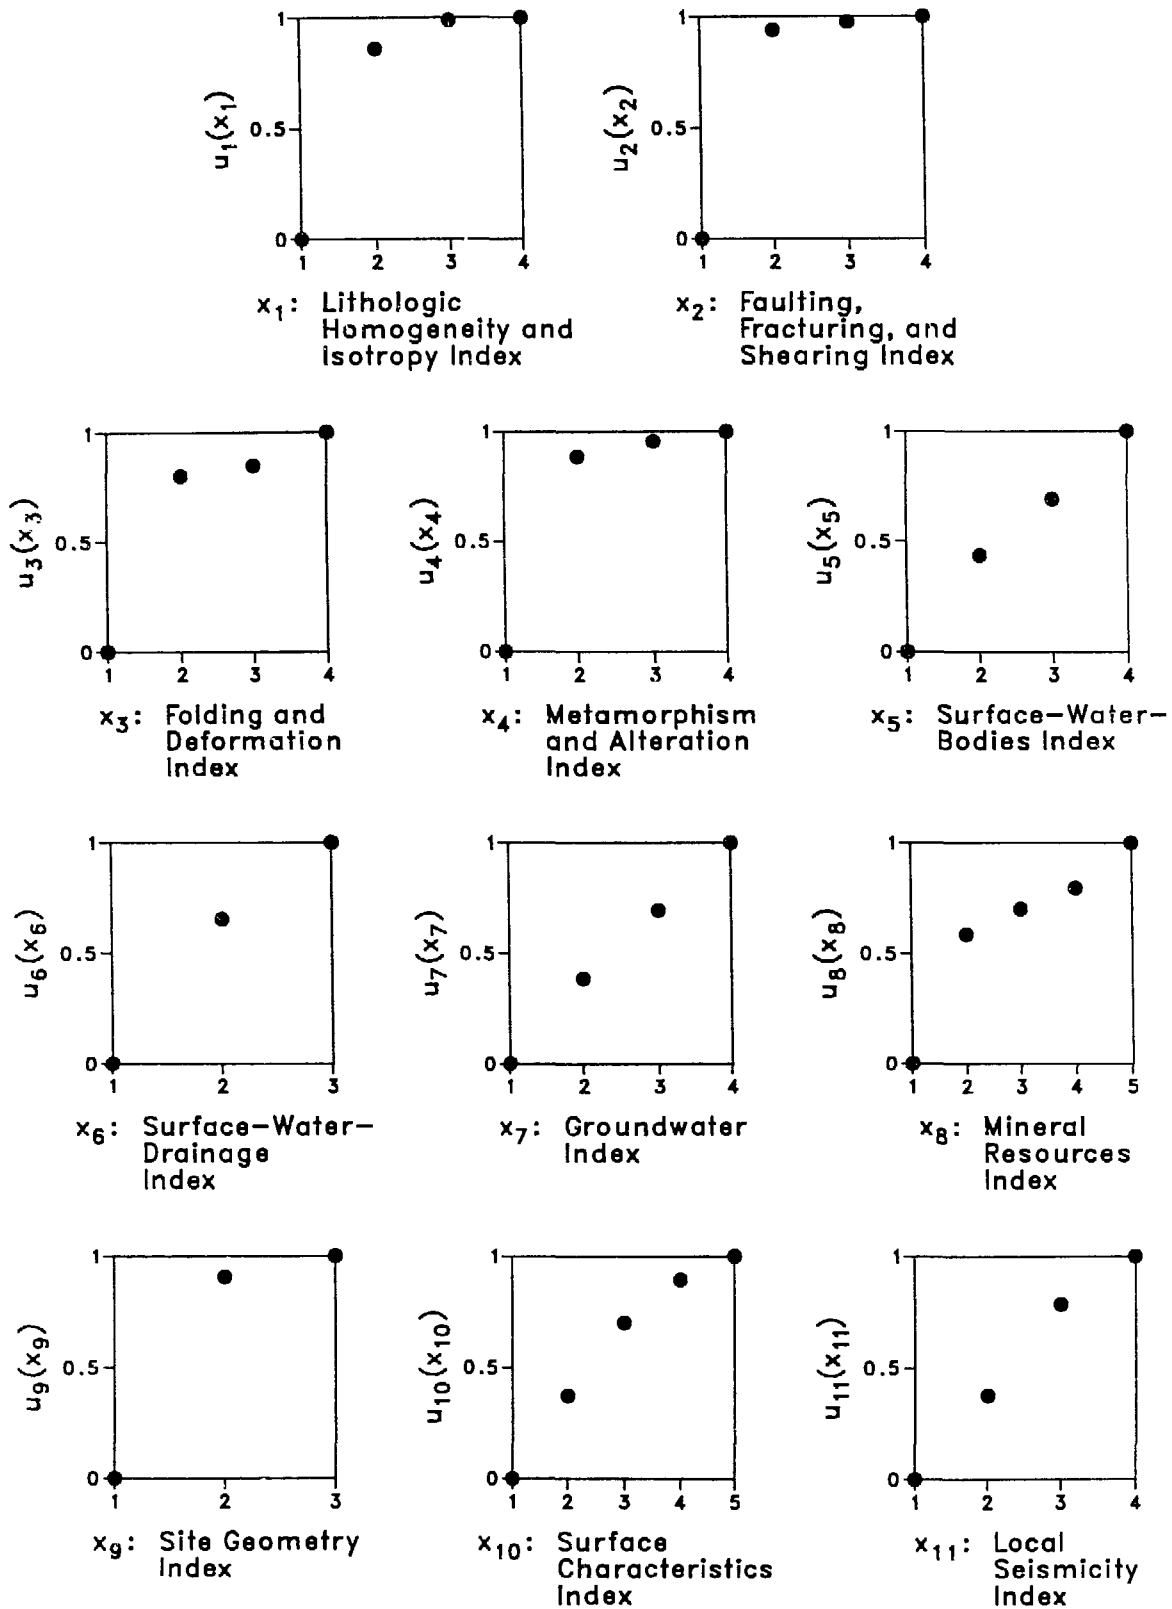 1
0.5
0
u1(x1)
1 2 3 4
x1: Lithologic
Homogeneity and
Isotropy Index
1
0.5
0
u2(x2)
1 2 3 4
x2: Faulting,
Fracturing, and
Shearing Index
1
0.5
0
u3(x3)
1 2 3 4
x3: Folding and
Deformation
Index
1
0.5
0
u4(x4)
1 2 3 4
x4: Metamorphism
and Alteration
Index
1
0.5
0
u5(x5)
1 2 3 4
x5: Surface-Water-
Bodies Index
1
0.5
0
u6(x6)
1 2 3
x6: Surface-Water-
Drainage
Index
1
0.5
0
u7(x7)
1 2 3 4
x7: Groundwater
Index
1
0.5
0
u8(x8)
1 2 3 4 5
x8: Mineral
Resources
Index
1
0.5
0
u9(x9)
1 2 3
x9: Site Geometry
Index
1
0.5
0
u10(x10)
1 2 3 4 5
x10: Surface
Characteristics
Index
1
0.5
0
u11(x11)
1 2 3 4
x11: Local
Seismicity
Index